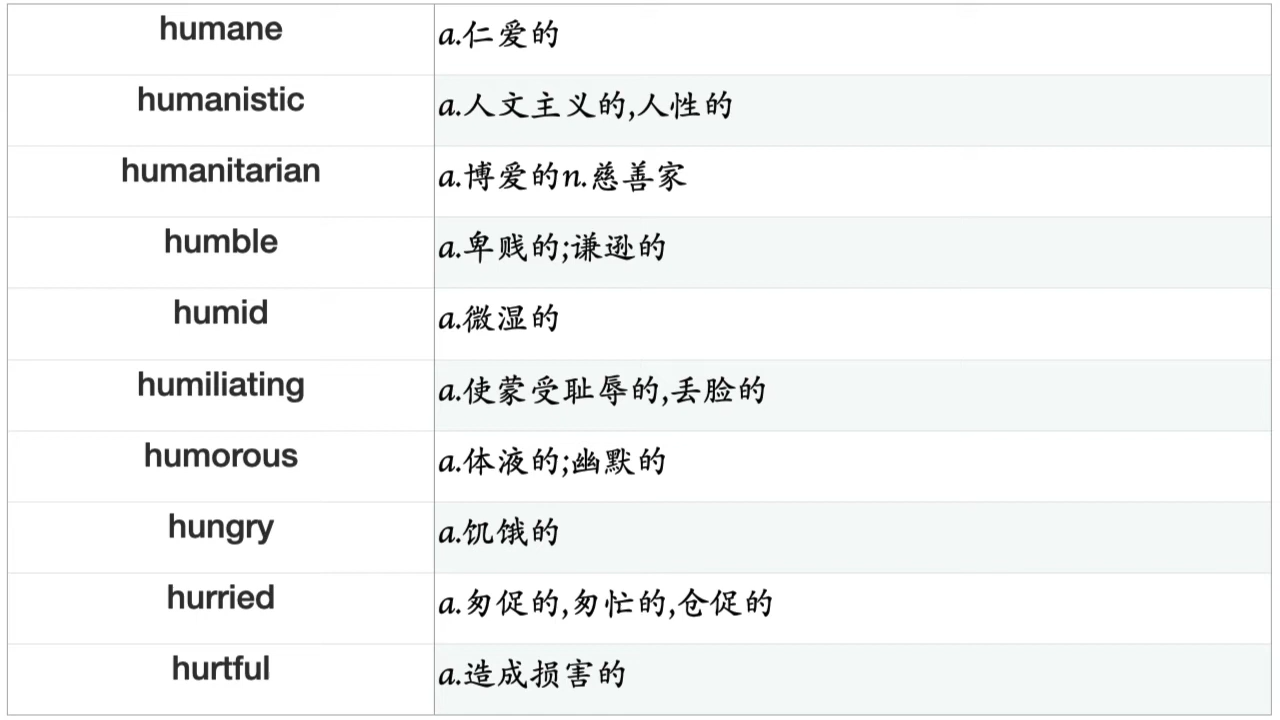 humane a.仁爱的
humanistic a.人文主义的,人性的
humanitarian a.博爱的n.慈善家
humble a.卑贱的;谦逊的
humid a.微湿的
humiliating a.使蒙受耻辱的,丢脸的
humorous a.体液的;幽默的
hungry a.饥饿的
hurried a.匆促的,匆忙的,仓促的
hurtful a.造成损害的